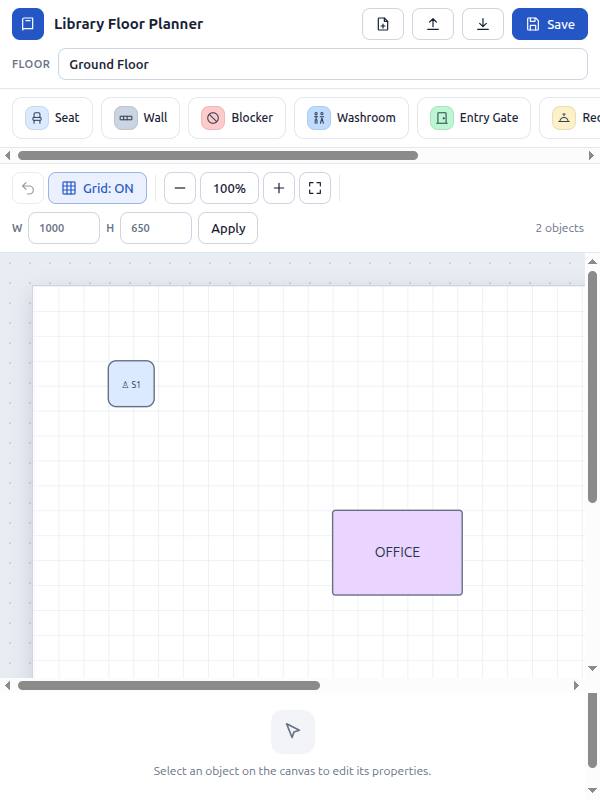 Library Floor Planner
Save
FLOOR
Ground Floor
Seat
Wall
Blocker
Washroom
Entry Gate
Rec
Grid: ON
100%
W
1000
H
650
Apply
2 objects
S1
OFFICE
Select an object on the canvas to edit its properties.